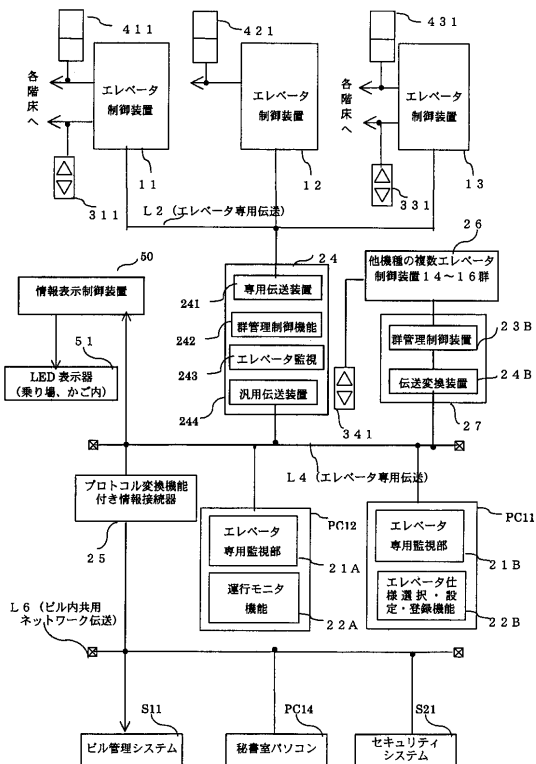 411
421
431
各階床へ
エレベータ
制御装置
エレベータ
制御装置
各階床へ
エレベータ
制御装置
311
11
12
331
13
L2(エレベータ専用伝送)
50
情報表示制御装置
51
LED表示器
(乗り場、かご内)
24
241
専用伝送装置
242
群管理制御機能
243
エレベータ監視
244
汎用伝送装置
26
他機種の複数エレベータ
制御装置14~16群
23B
群管理制御装置
24B
伝送変換装置
341
27
L4(エレベータ専用伝送)
プロトコル変換機能
付き情報接続器
25
PC12
エレベータ
専用監視部
21A
運行モニタ
機能
22A
PC11
エレベータ
専用監視部
21B
エレベータ仕
様選択・設
定・登録機能
22B
L6(ビル内共用
ネットワーク伝送)
S11
ビル管理システム
PC14
秘書室パソコン
S21
セキュリティ
システム